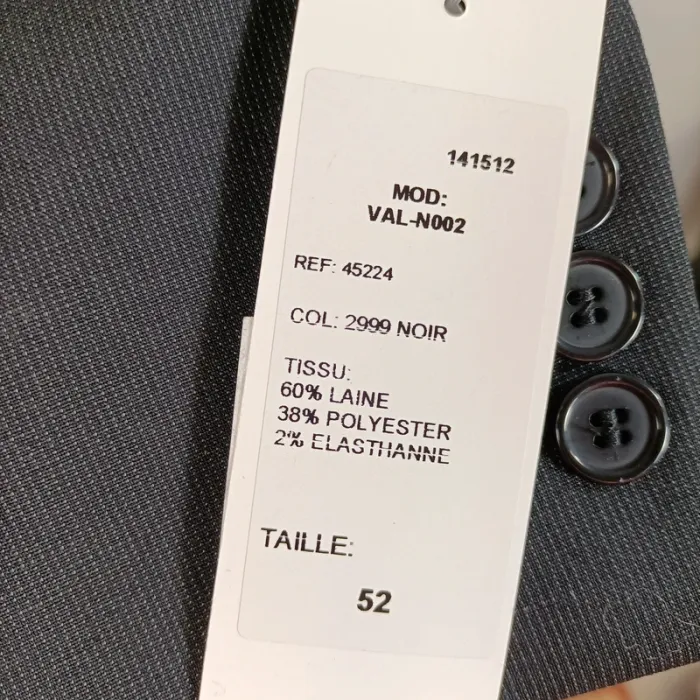 141512
MOD:
VAL-N002
REF: 45224
COL: 2999 NOIR
TISSU:
60% LAINE
38% POLYESTER
2% ELASTHANNE
TAILLE:
52